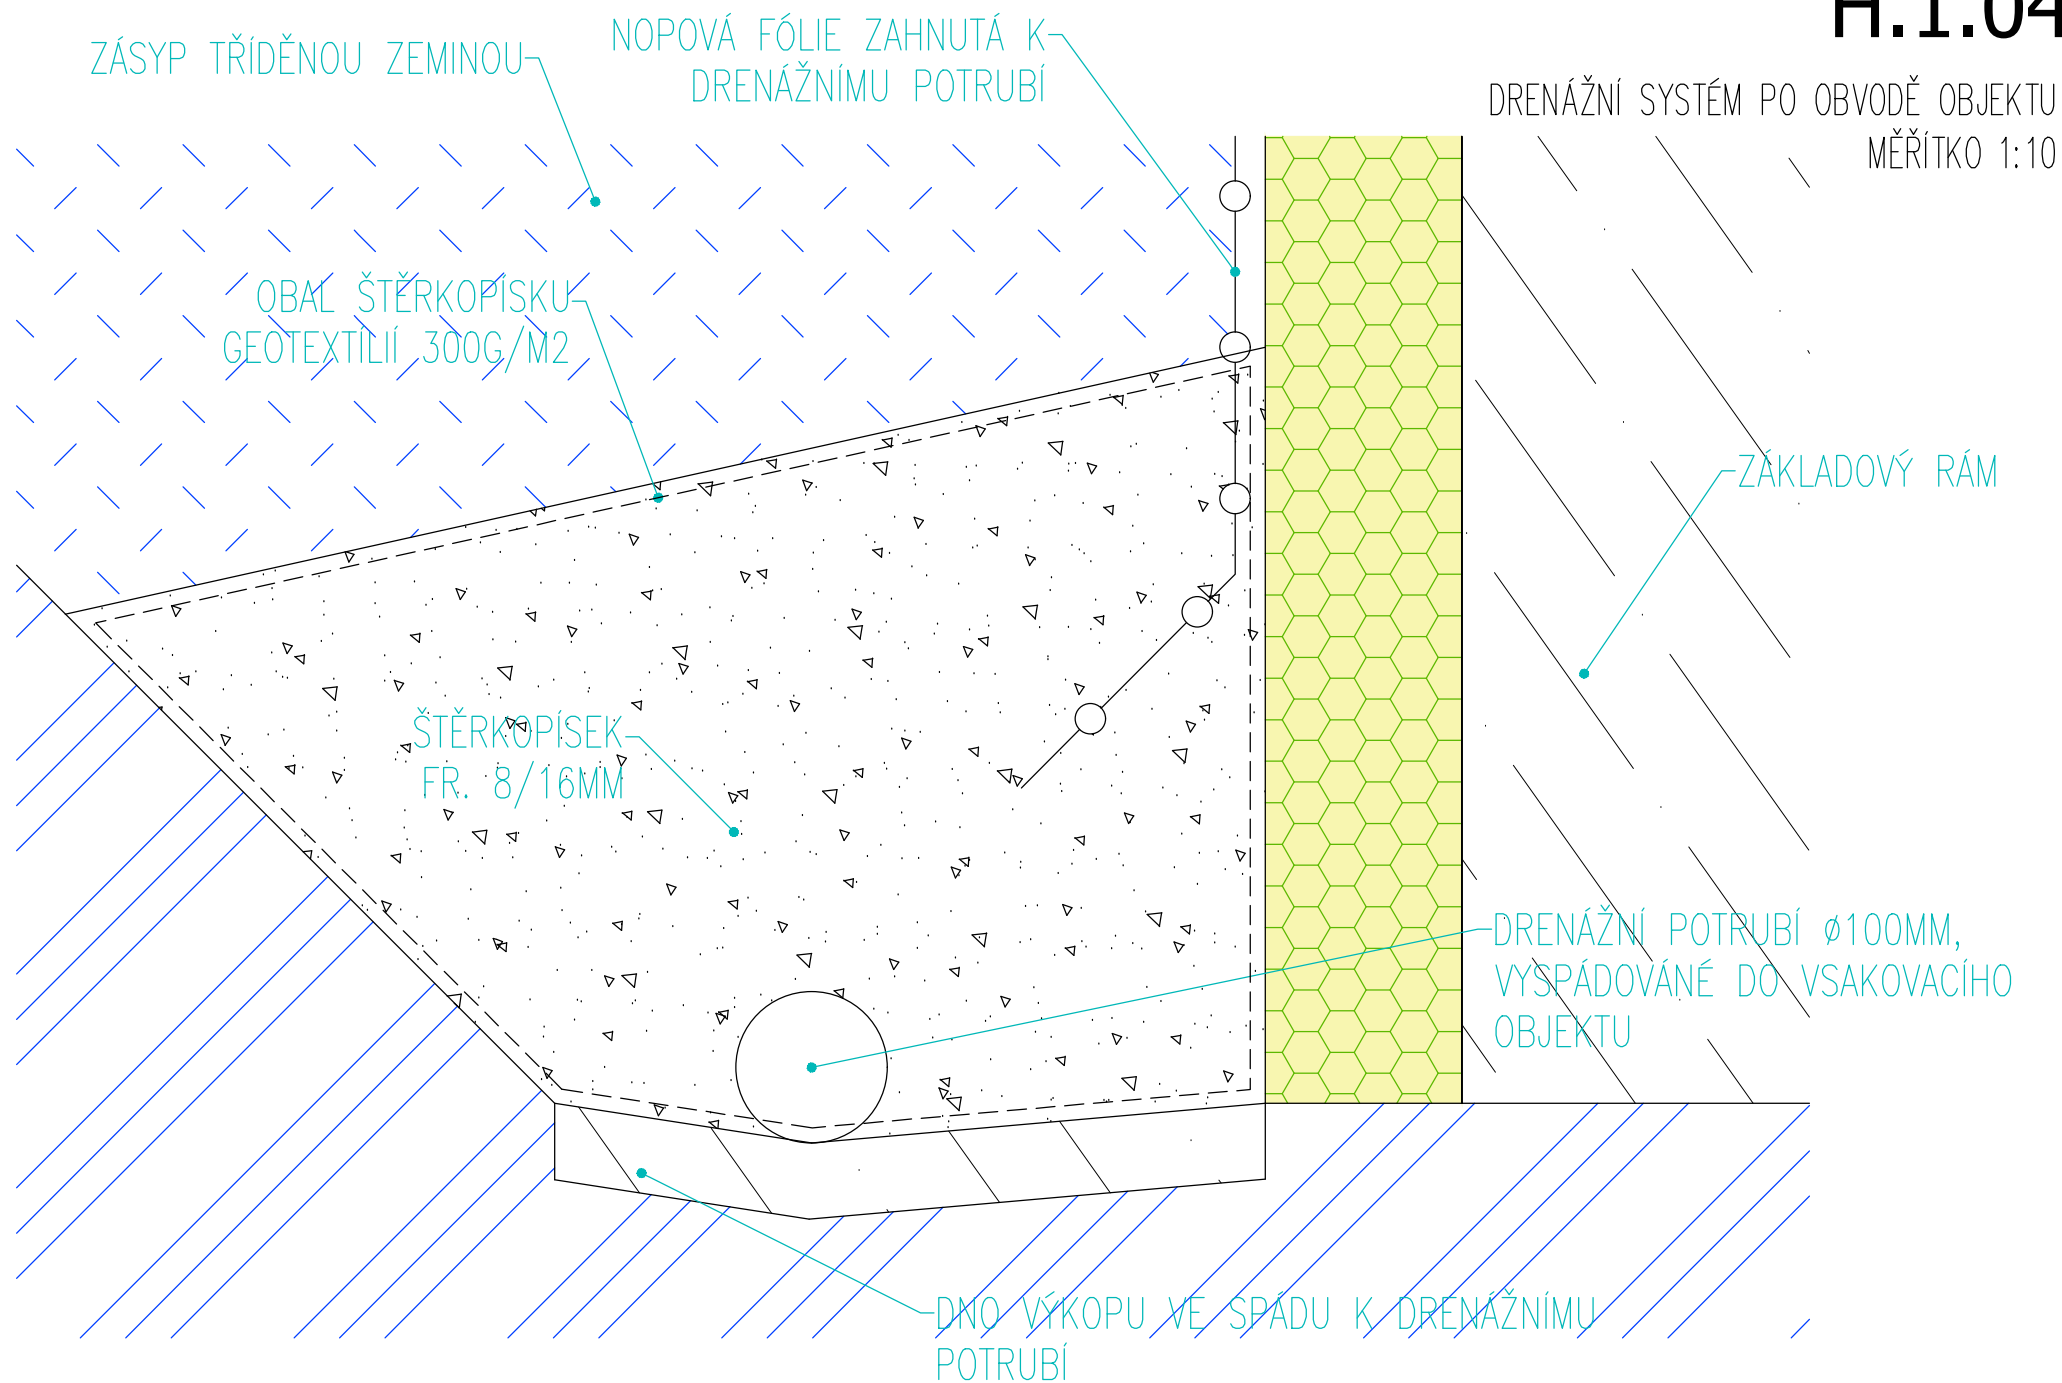 H.1.04
DRENÁŽNÍ SYSTÉM PO OBVODĚ OBJEKTU
MĚŘÍTKO 1:10
ZÁSYP TŘÍDĚNOU ZEMINOU
NOPOVÁ FÓLIE ZAHNUTÁ K
DRENÁŽNÍMU POTRUBÍ
OBAL ŠTĚRKOPÍSKU
GEOTEXTÍLIÍ 300G/M2
ZÁKLADOVÝ RÁM
ŠTĚRKOPÍSEK
FR. 8/16MM
DRENÁŽNÍ POTRUBÍ Ø100MM,
VYSPÁDOVÁNÉ DO VSAKOVACÍHO
OBJEKTU
DNO VÝKOPU VE SPÁDU K DRENÁŽNÍMU
POTRUBÍ